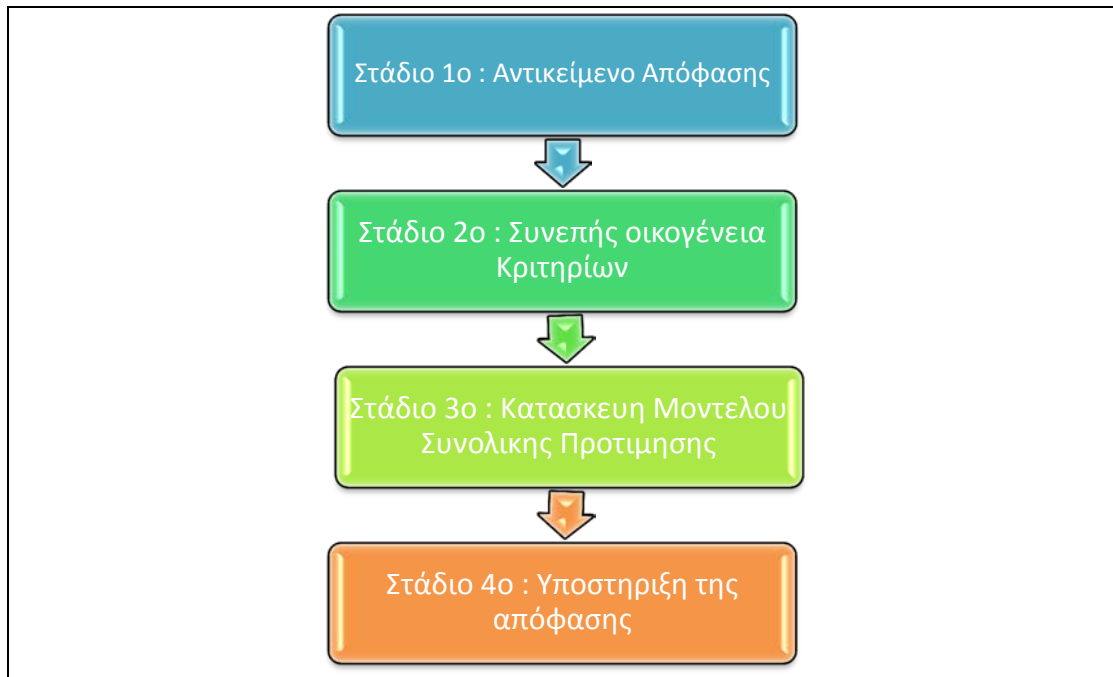 Στάδιο 1ο : Αντικείμενο Απόφασης
Στάδιο 2ο : Συνεπής οικογένεια
Κριτηρίων
Στάδιο 3ο : Κατασκευη Μοντελου
Συνολικης Προτιμησης
Στάδιο 4ο : Υποστηριξη της
απόφασης